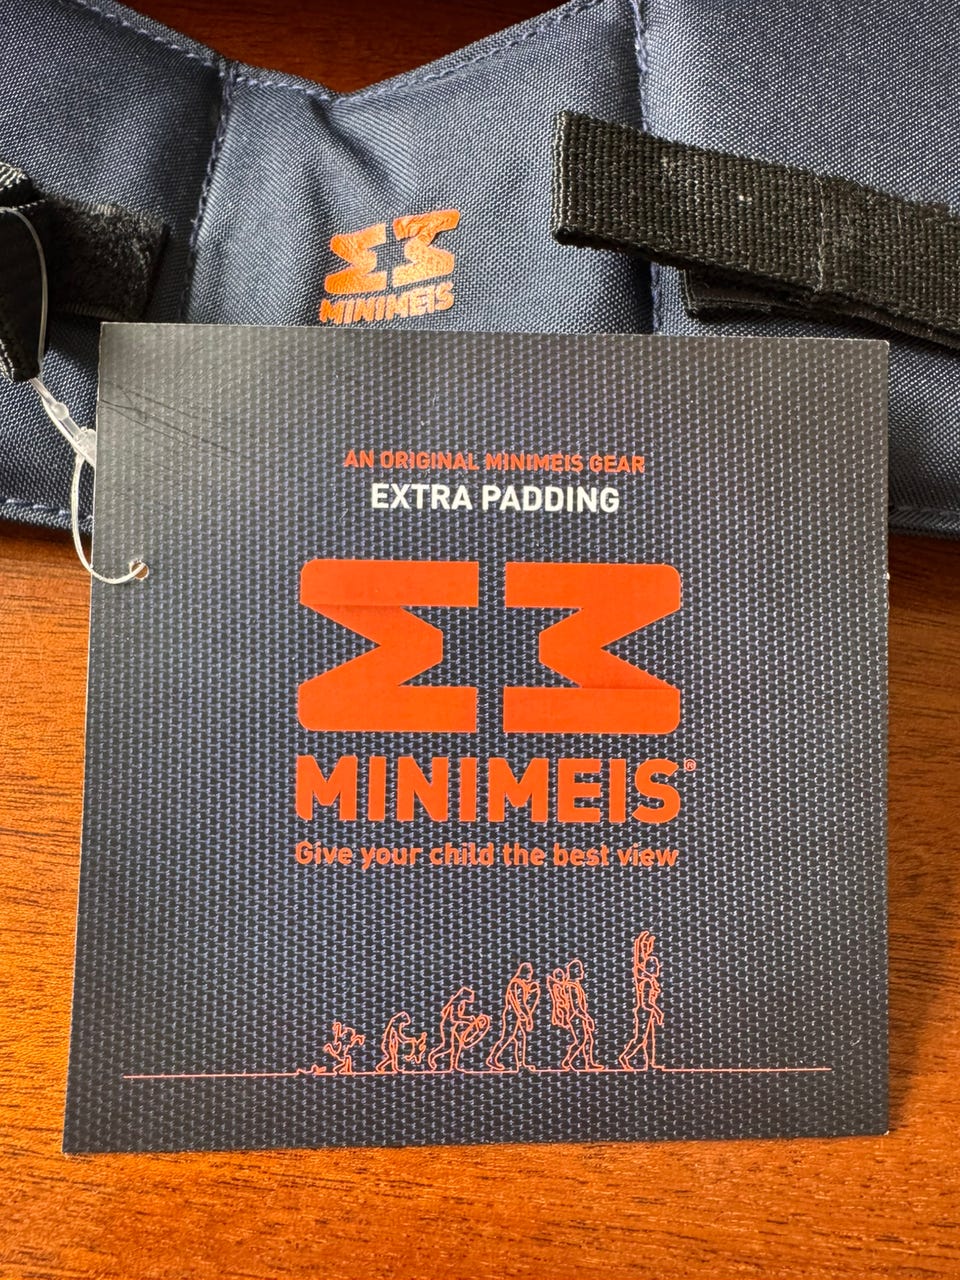 MINIMEIS
AN ORIGINAL MINIMEIS GEAR
EXTRA PADDING
MINIMEIS®
Give your child the best view